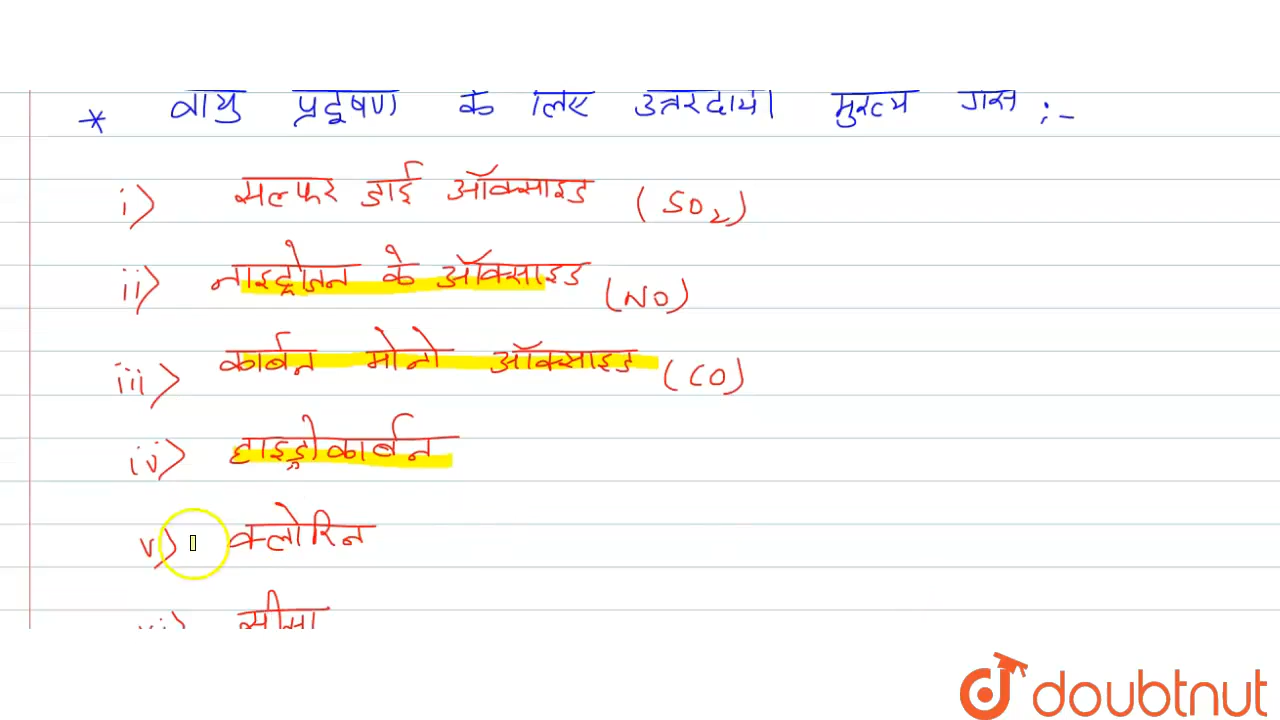 * वायु प्रदूषण के लिए उत्तरदायी मुख्य गैस :-
i) सल्फर डाई ऑक्साइड (SO₂)
ii) नाइट्रोजन के ऑक्साइड (NO)
iii) कार्बन मोनो ऑक्साइड (CO)
iv) हाइड्रोकार्बन
v) क्लोरिन
vi) सीसा
doubtnut